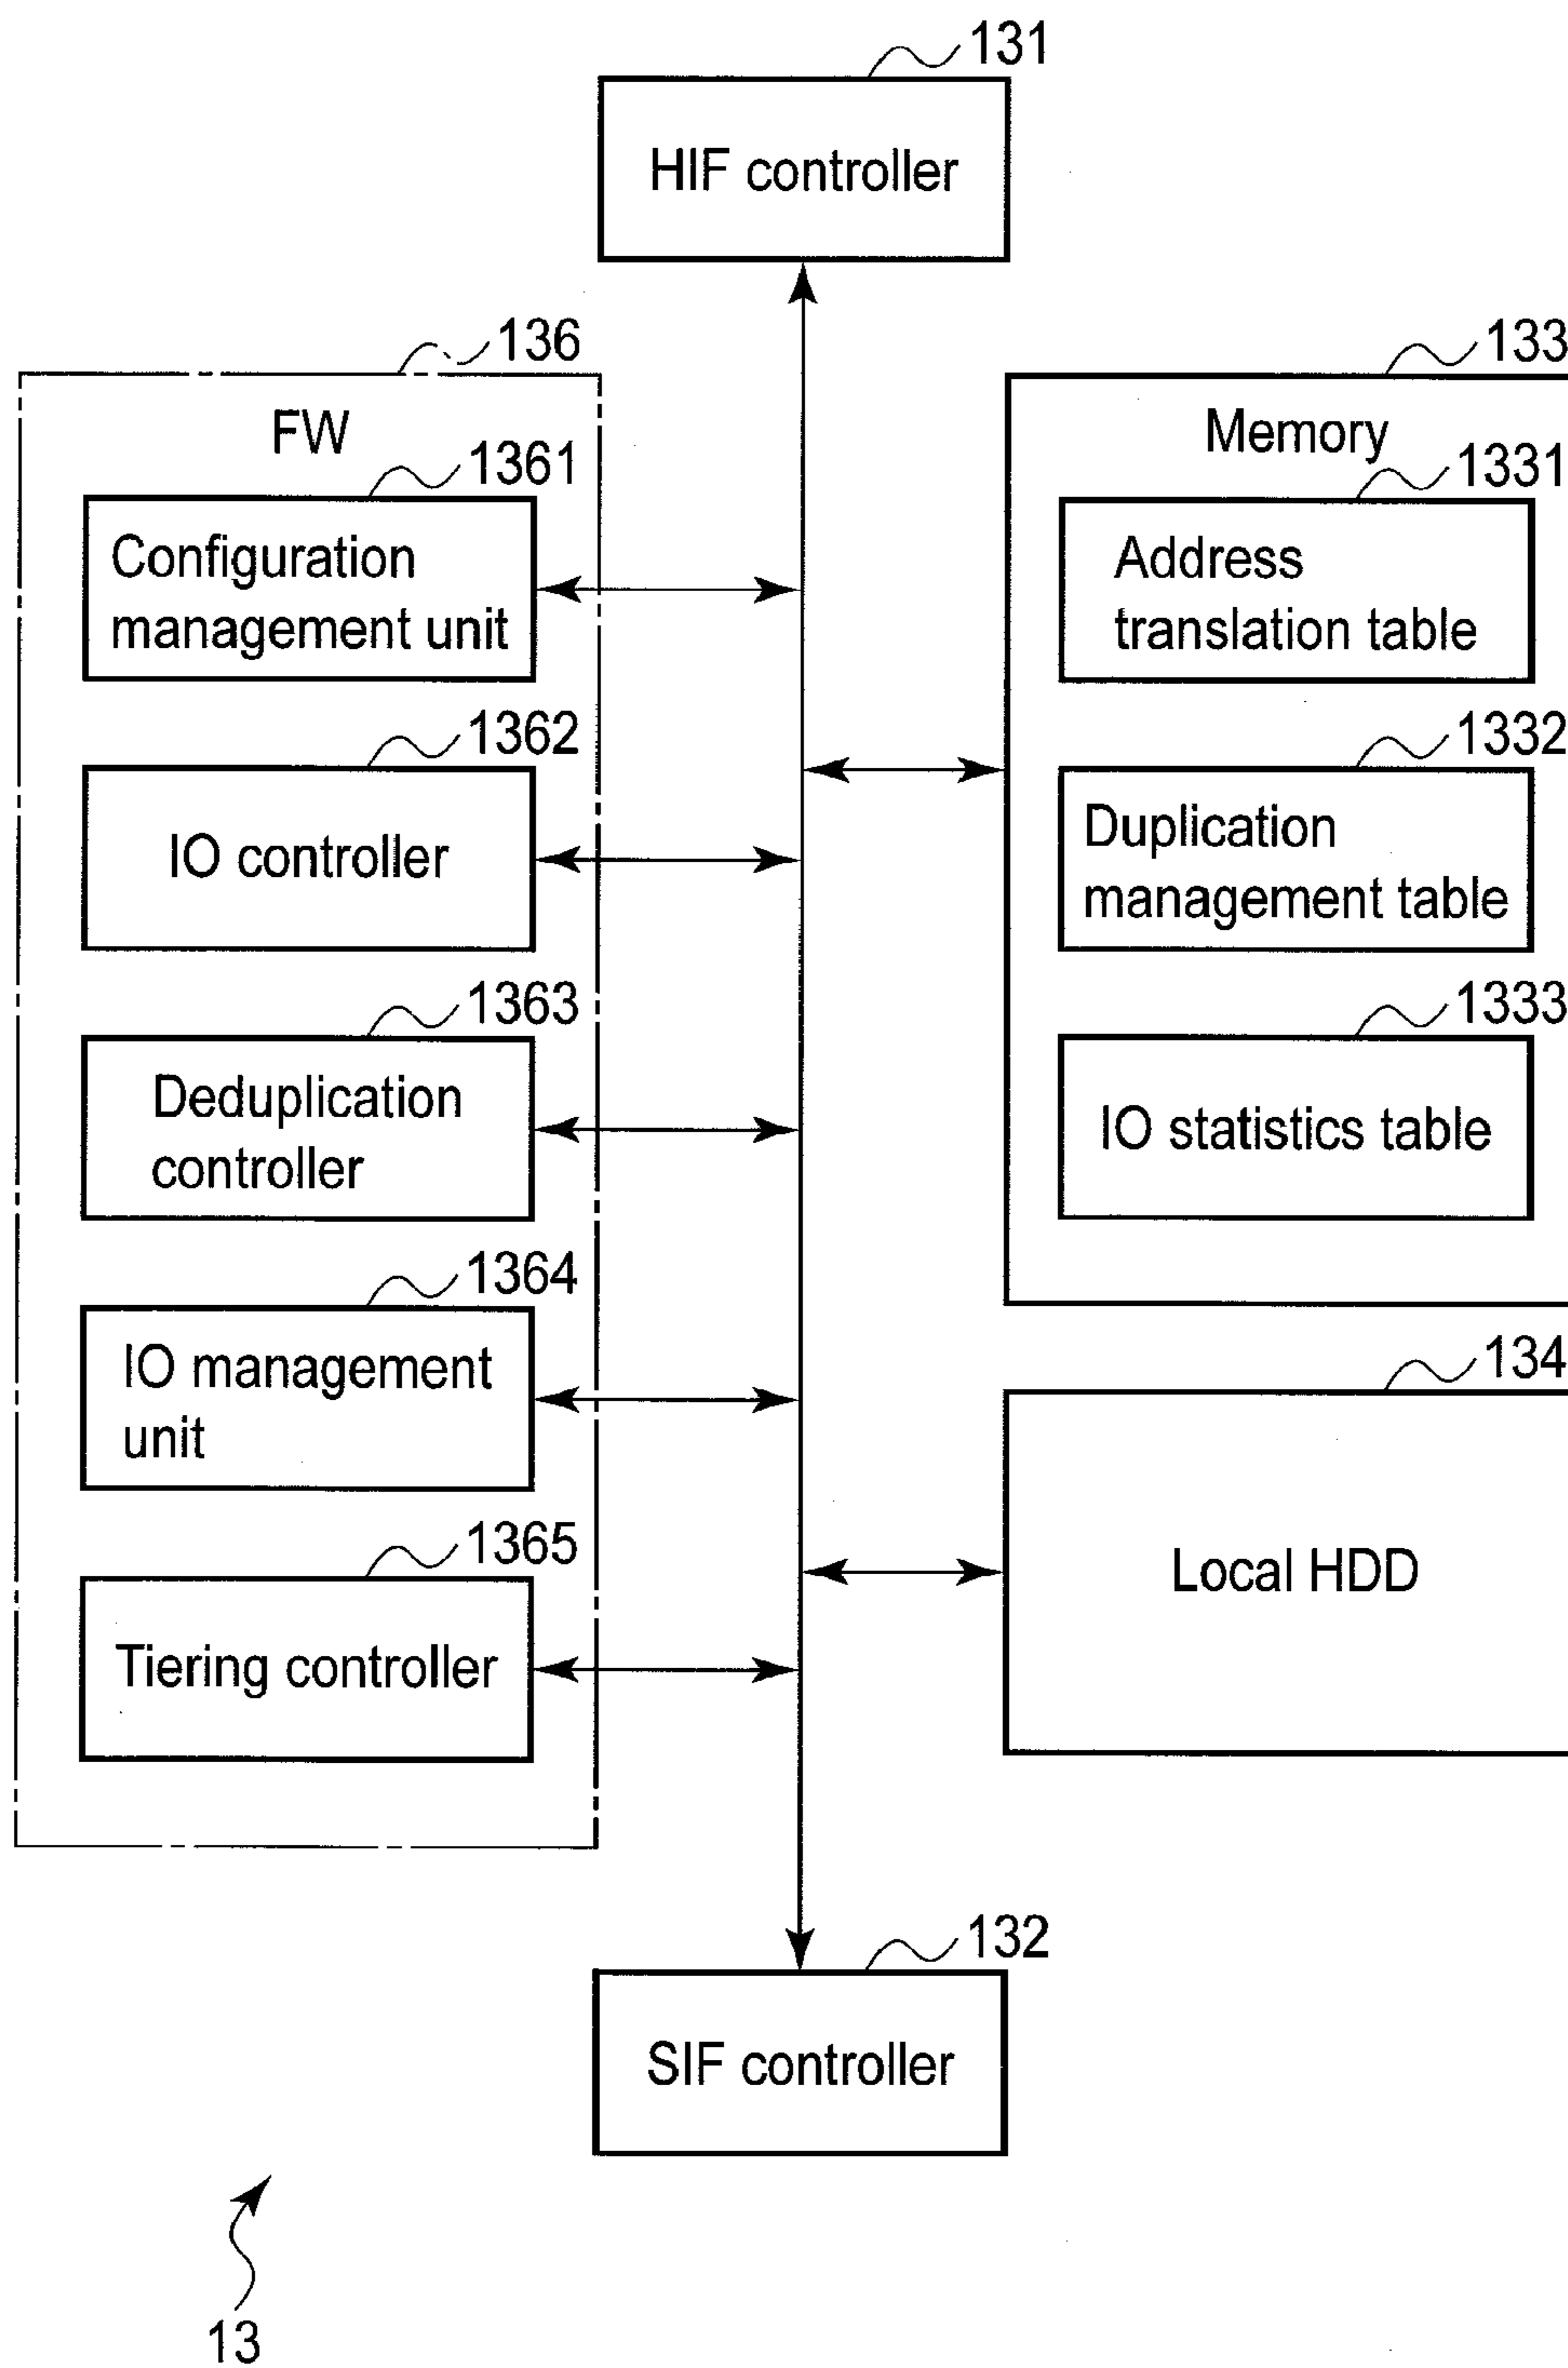 131
HIF controller
136
FW
1361
Configuration
management unit
1362
IO controller
1363
Deduplication
controller
1364
IO management
unit
1365
Tiering controller
133
Memory
1331
Address
translation table
1332
Duplication
management table
1333
IO statistics table
134
Local HDD
132
SIF controller
13